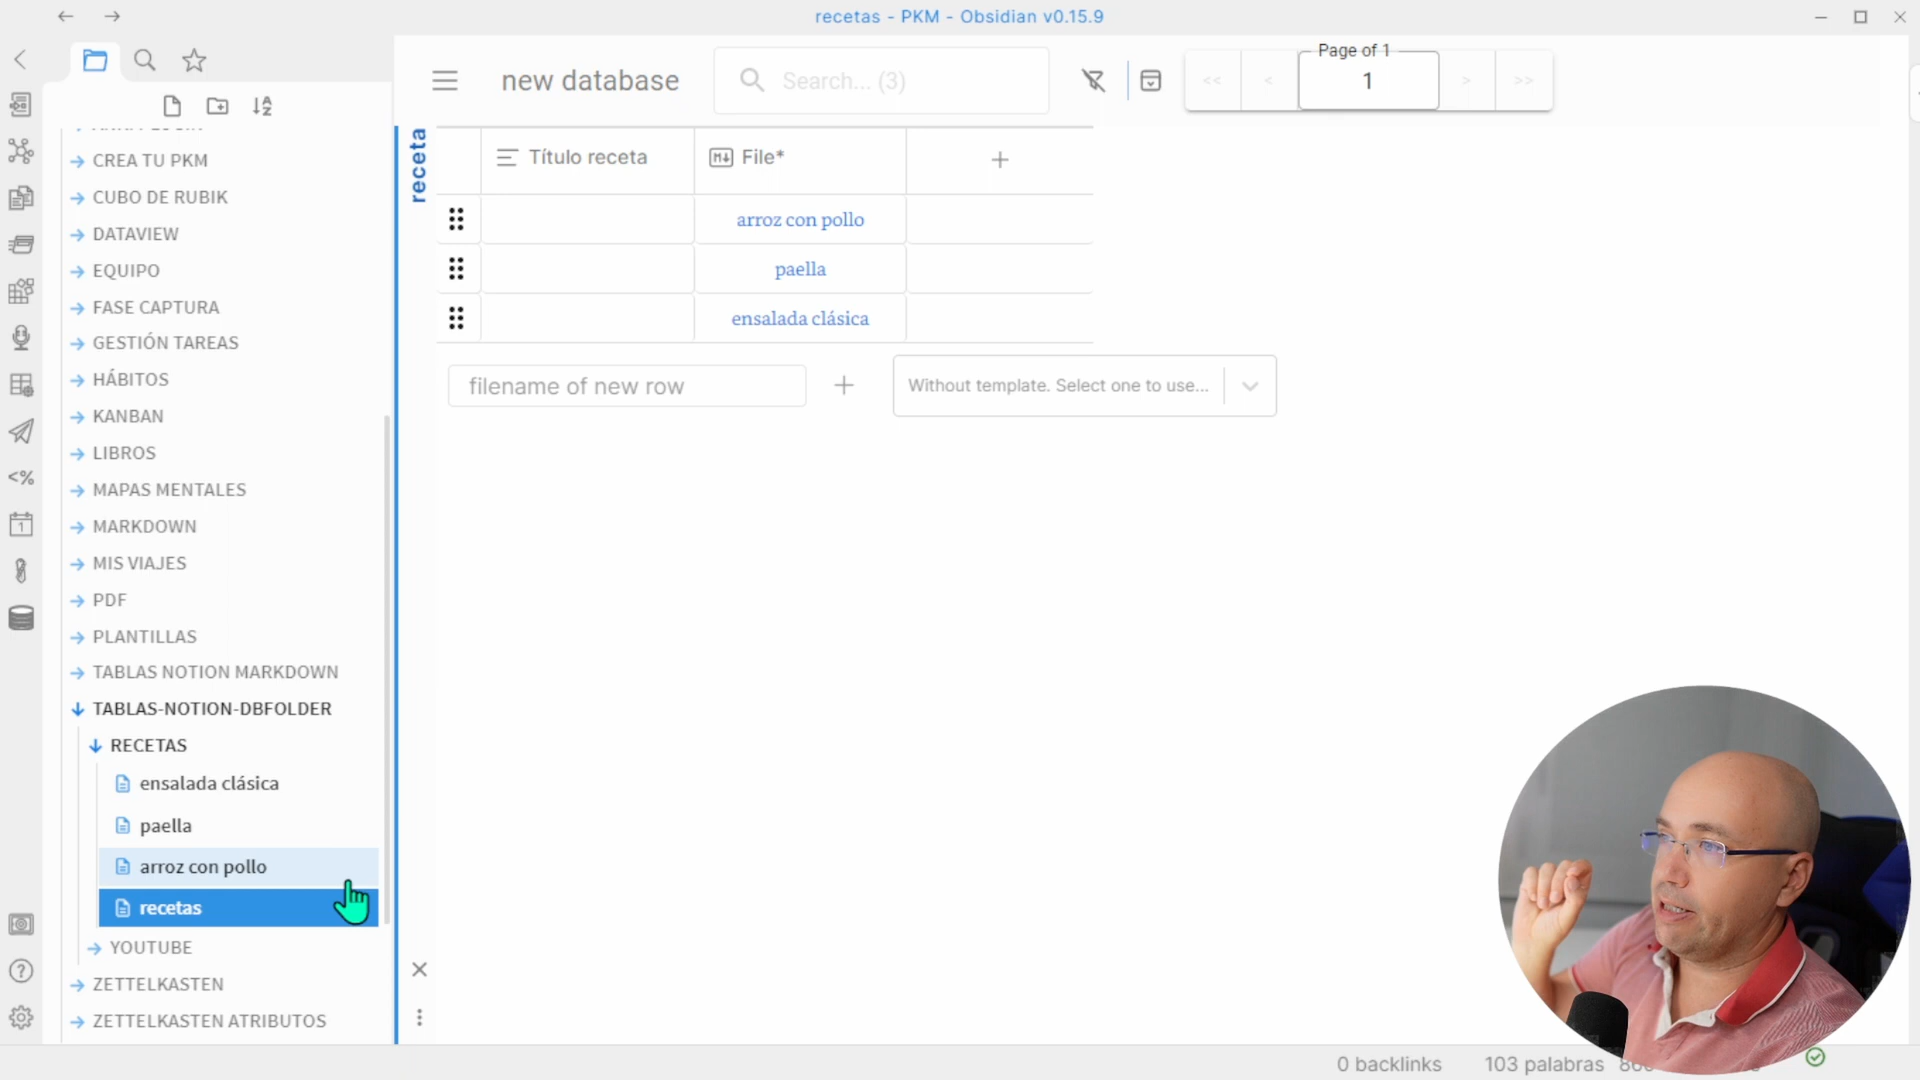 recetas - PKM - Obsidian v0.15.9
new database
Search... (3)
Page of 1
<<
<
1
>
>>
CREA TU PKM
CUBO DE RUBIK
DATAVIEW
EQUIPO
FASE CAPTURA
GESTIÓN TAREAS
HÁBITOS
KANBAN
LIBROS
MAPAS MENTALES
MARKDOWN
MIS VIAJES
PDF
PLANTILLAS
TABLAS NOTION MARKDOWN
TABLAS-NOTION-DBFOLDER
RECETAS
ensalada clásica
paella
arroz con pollo
recetas
YOUTUBE
ZETTELKASTEN
ZETTELKASTEN ATRIBUTOS
receta
Título receta
File*
arroz con pollo
paella
ensalada clásica
filename of new row
Without template. Select one to use...
0 backlinks
103 palabras